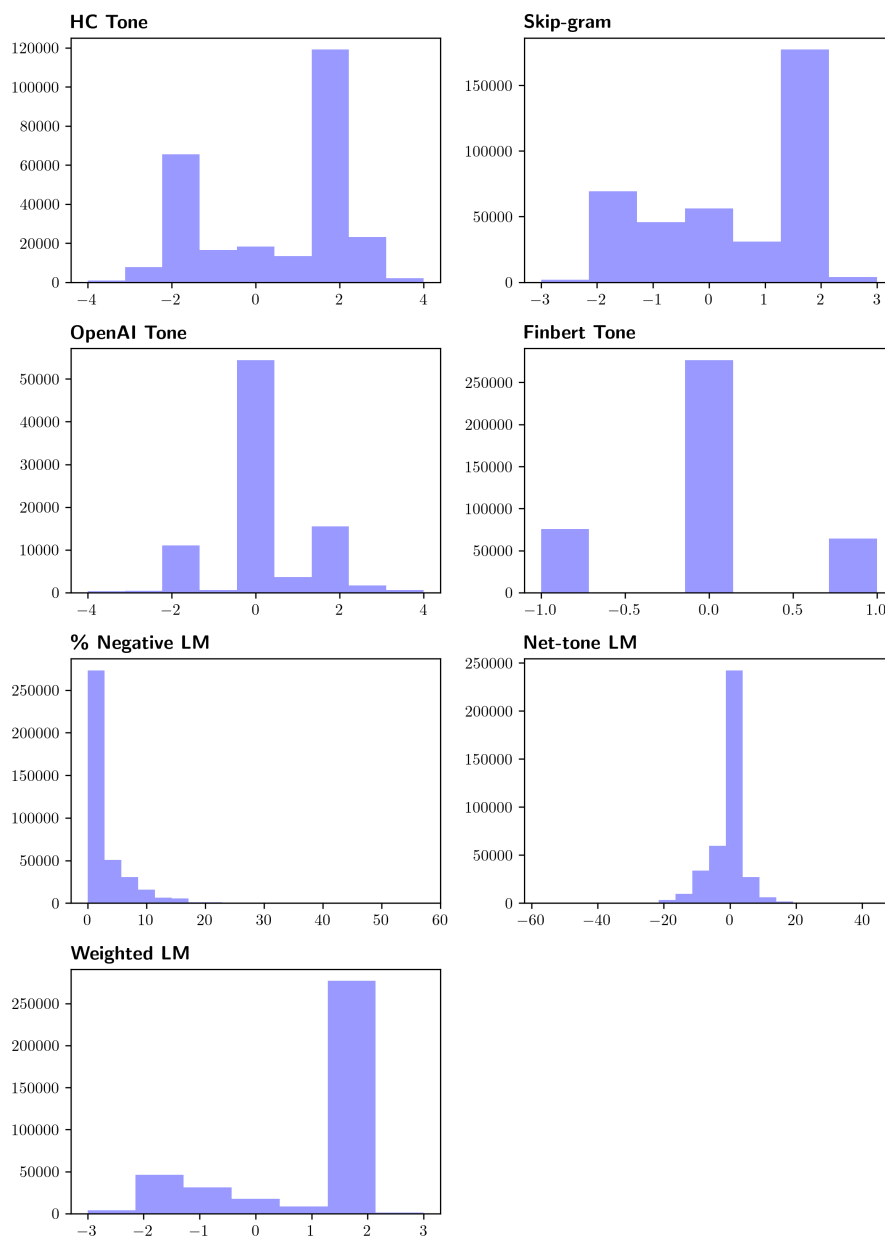 HC Tone
120000
100000
80000
60000
40000
20000
0
−4 −2 0 2 4
Skip-gram
150000
100000
50000
0
−3 −2 −1 0 1 2 3
OpenAI Tone
50000
40000
30000
20000
10000
0
−4 −2 0 2 4
Finbert Tone
250000
200000
150000
100000
50000
0
−1.0 −0.5 0.0 0.5 1.0
% Negative LM
250000
200000
150000
100000
50000
0
0 10 20 30 40 50 60
Net-tone LM
250000
200000
150000
100000
50000
0
−60 −40 −20 0 20 40
Weighted LM
250000
200000
150000
100000
50000
0
−3 −2 −1 0 1 2 3